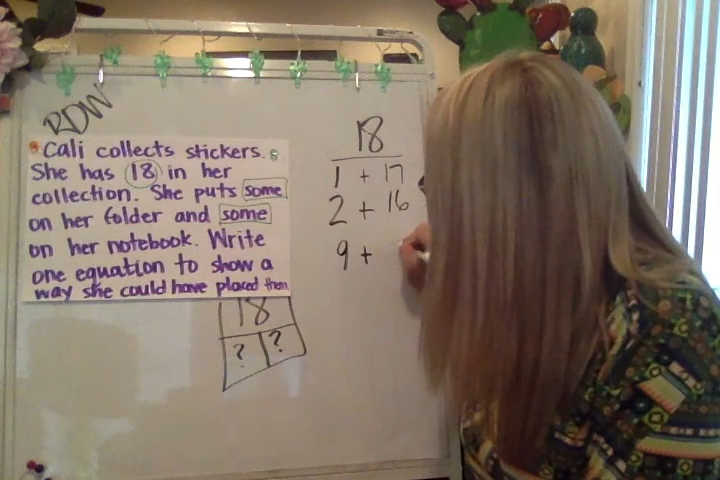 RDW
Cali collects stickers.
She has 18 in her
collection. She puts some
on her folder and some
on her notebook. Write
one equation to show a
way she could have placed them.
18
? ?
18
1 + 17
2 + 16
9 +